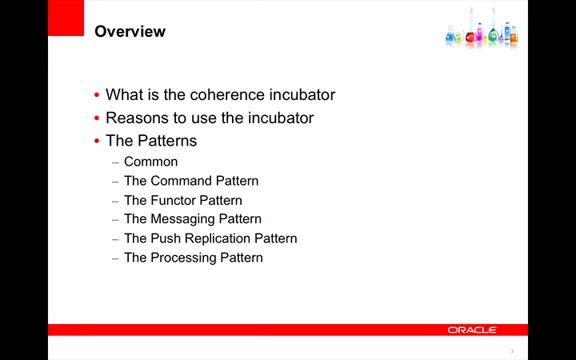 Overview
• What is the coherence incubator
• Reasons to use the incubator
• The Patterns
– Common
– The Command Pattern
– The Functor Pattern
– The Messaging Pattern
– The Push Replication Pattern
– The Processing Pattern
ORACLE
3